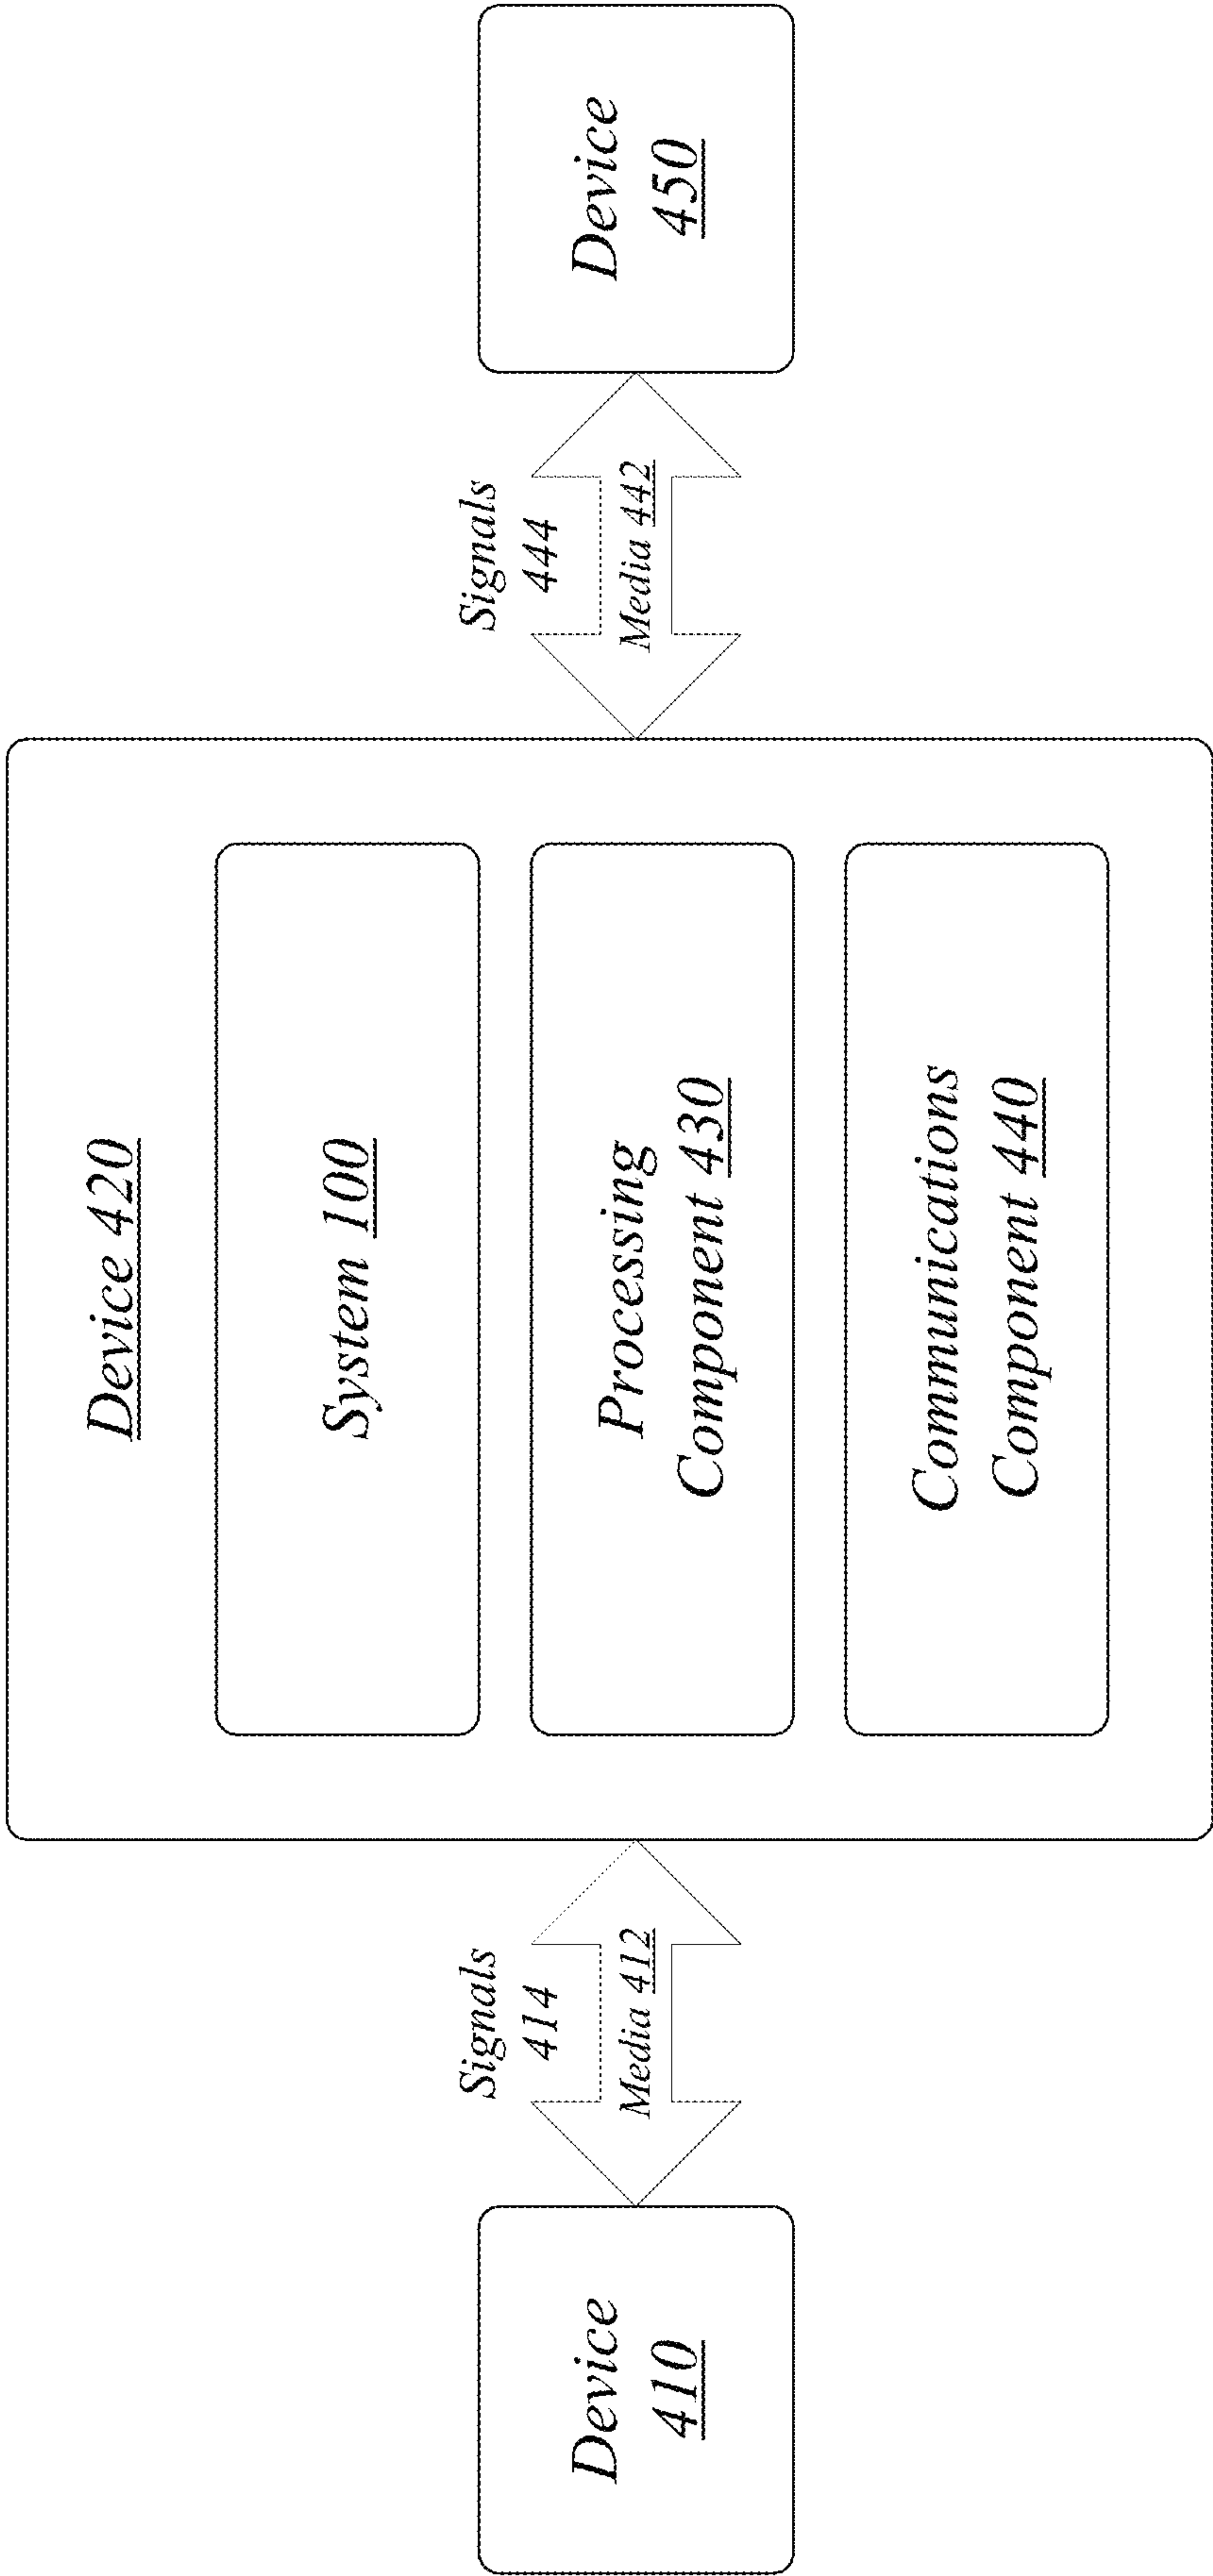 Device 420
System 100
Processing
Component 430
Communications
Component 440
Device
410
Signals
414
Media 412
Signals
444
Media 442
Device
450